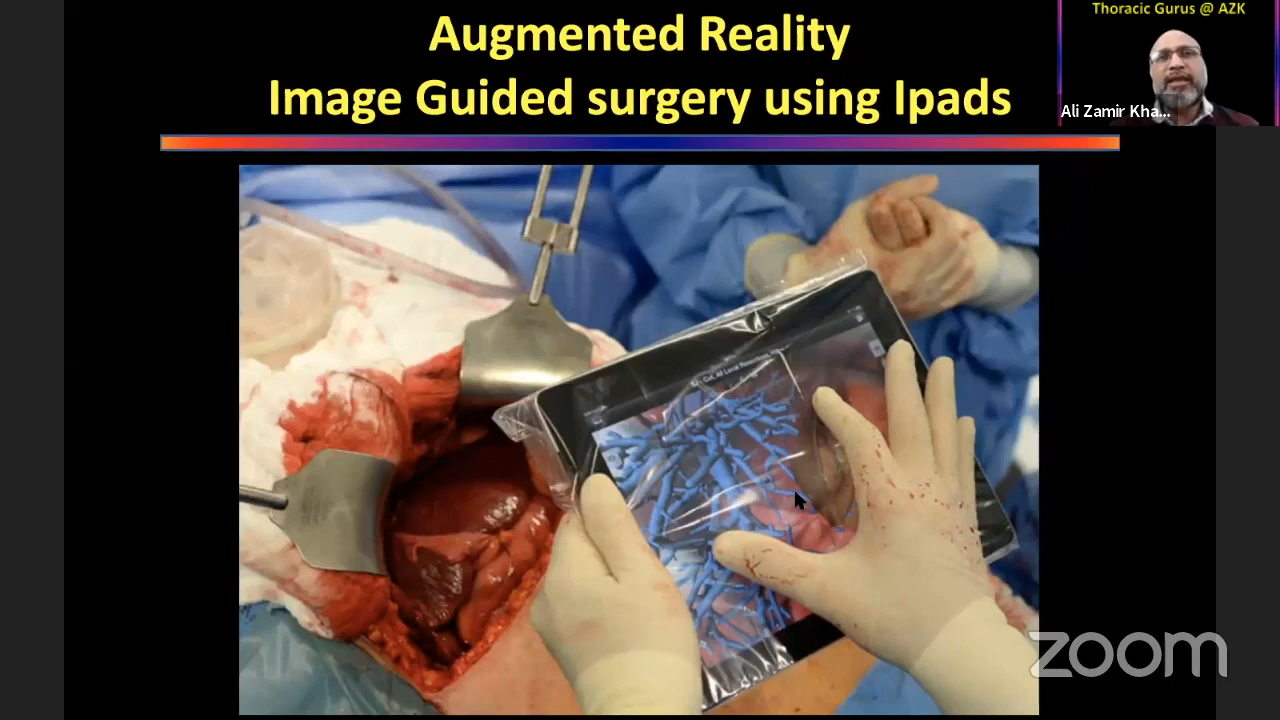 Augmented Reality
Image Guided surgery using Ipads
Thoracic Gurus @ AZK
Ali Zamir Kha...
zoom